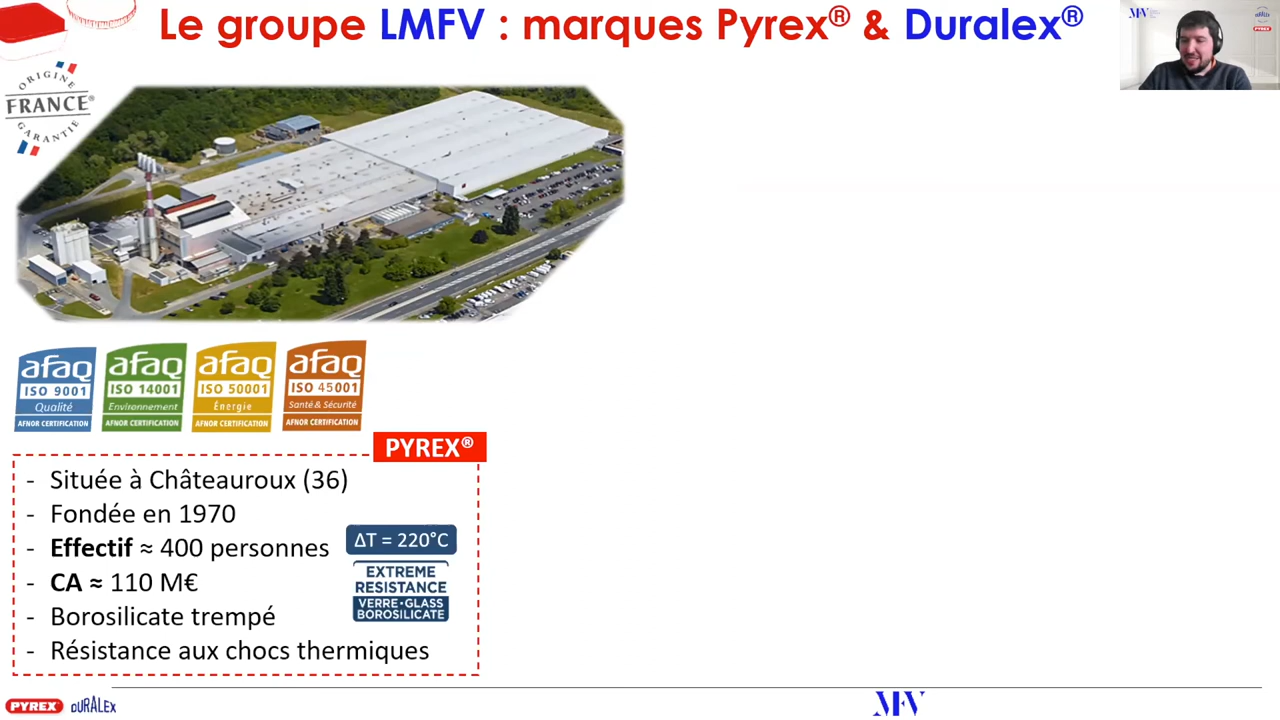 Le groupe LMFV : marques Pyrex® & Duralex®
ORIGINE
FRANCE®
GARANTIE
afaq
ISO 9001
Qualité
AFNOR CERTIFICATION
afaq
ISO 14001
Environnement
AFNOR CERTIFICATION
afaq
ISO 50001
Énergie
AFNOR CERTIFICATION
afaq
ISO 45001
Santé & Sécurité
AFNOR CERTIFICATION
PYREX®
- Située à Châteauroux (36)
- Fondée en 1970
- Effectif ≈ 400 personnes
- CA ≈ 110 M€
- Borosilicate trempé
- Résistance aux chocs thermiques
ΔT = 220°C
EXTREME
RESISTANCE
VERRE·GLASS
BOROSILICATE
PYREX
DURALEX
MFV